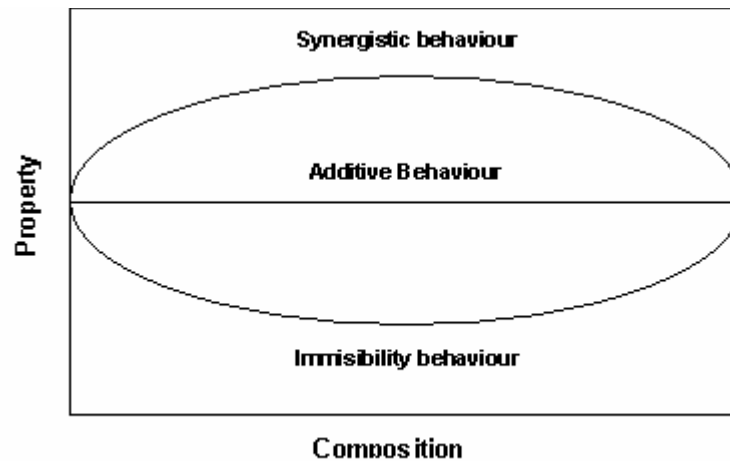 Synergistic behaviour
Additive Behaviour
Property
Immisibility behaviour
Composition